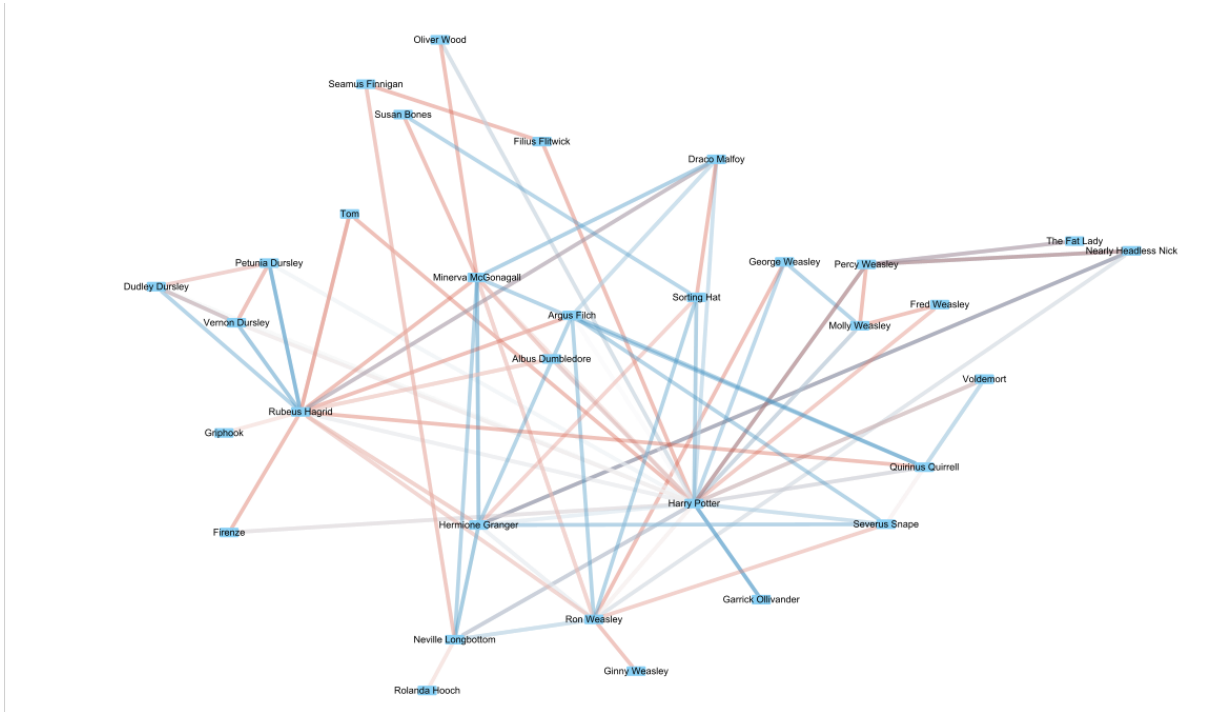 Oliver Wood
Seamus Finnigan
Susan Bones
Filius Flitwick
Draco Malfoy
Tom
The Fat Lady
Nearly Headless Nick
Petunia Dursley
George Weasley
Percy Weasley
Minerva McGonagall
Dudley Dursley
Sorting Hat
Fred Weasley
Argus Filch
Vernon Dursley
Molly Weasley
Albus Dumbledore
Voldemort
Rubeus Hagrid
Griphook
Quirinus Quirrell
Harry Potter
Hermione Granger
Severus Snape
Firenze
Garrick Ollivander
Ron Weasley
Neville Longbottom
Ginny Weasley
Rolanda Hooch